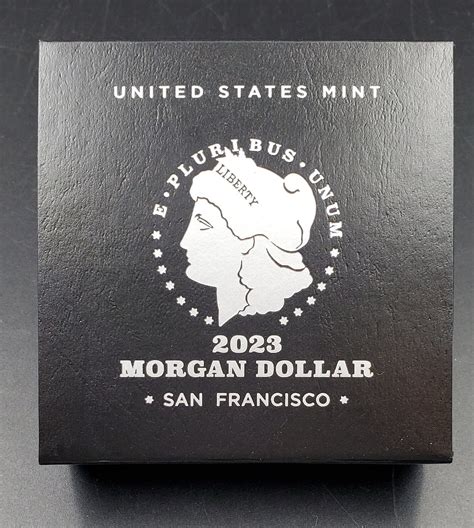 UNITED STATES MINT
E · PLURIBUS · UNUM
LIBERTY
2023
MORGAN DOLLAR
* SAN FRANCISCO *